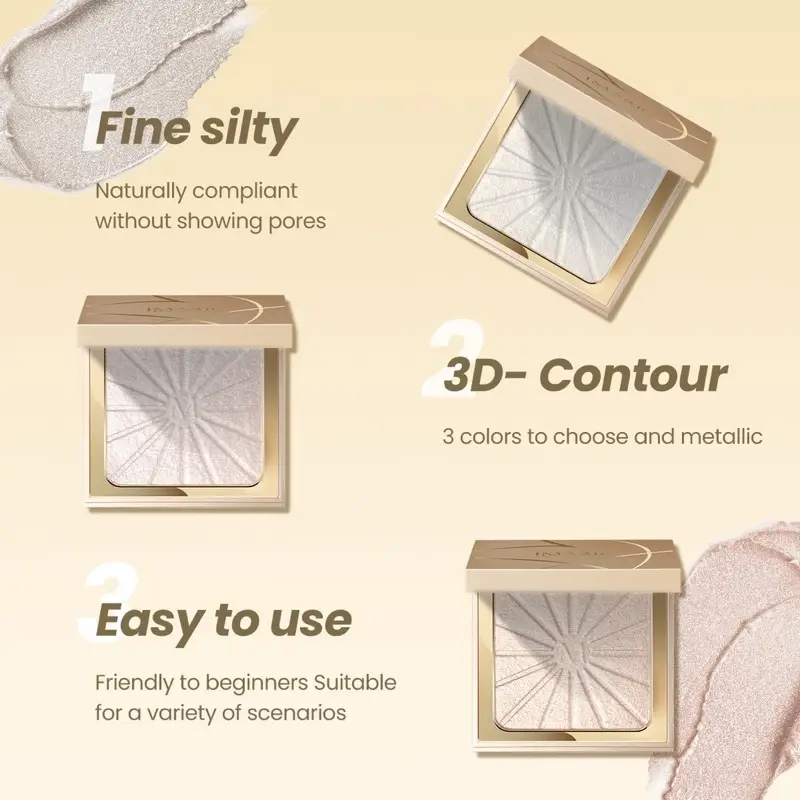 1
Fine silty
Naturally compliant
without showing pores
2
3D- Contour
3 colors to choose and metallic
3
Easy to use
Friendly to beginners Suitable
for a variety of scenarios